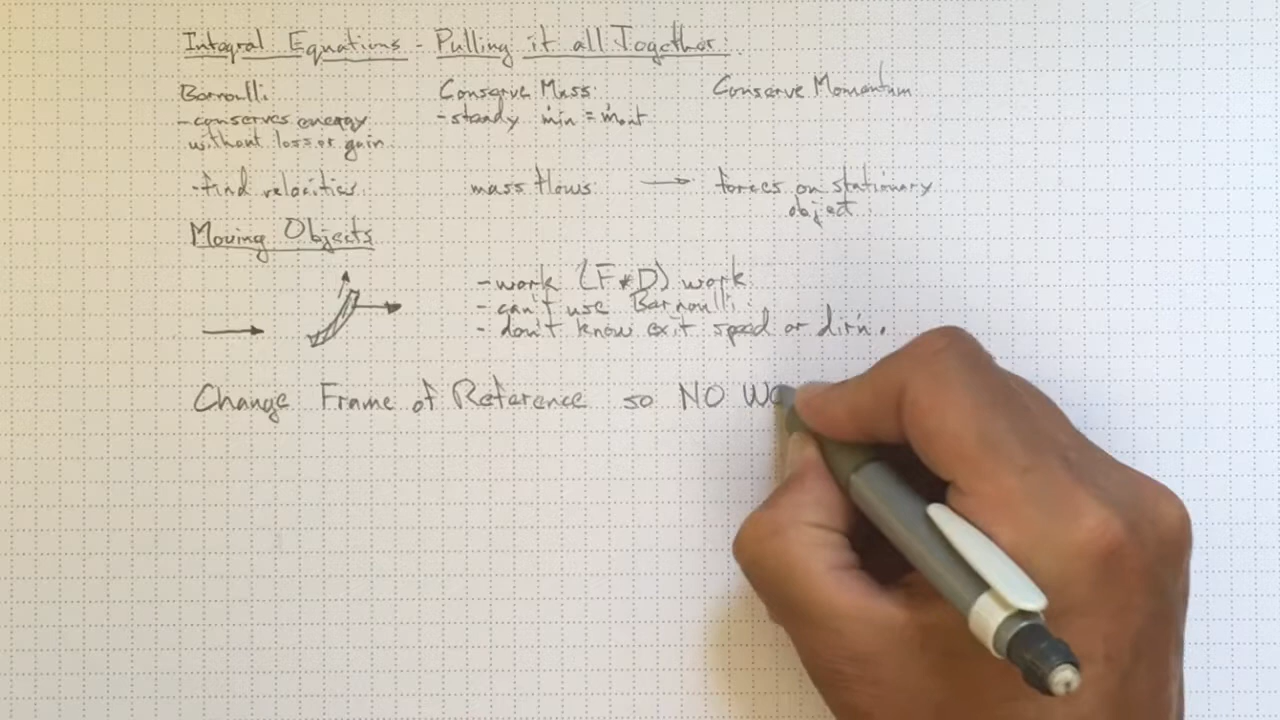 Integral Equations - Pulling it all Together.
Bernoulli Conserve Mass. Conserve Momentum
- conserves energy - steady ṁin = ṁout
without loss or gain.
- find velocities. mass flows → forces on stationary
object.
Moving Objects
- work (F*D) work
- can't use Bernoulli.
- don't know exit speed or dir'n.
Change Frame of Reference so NO